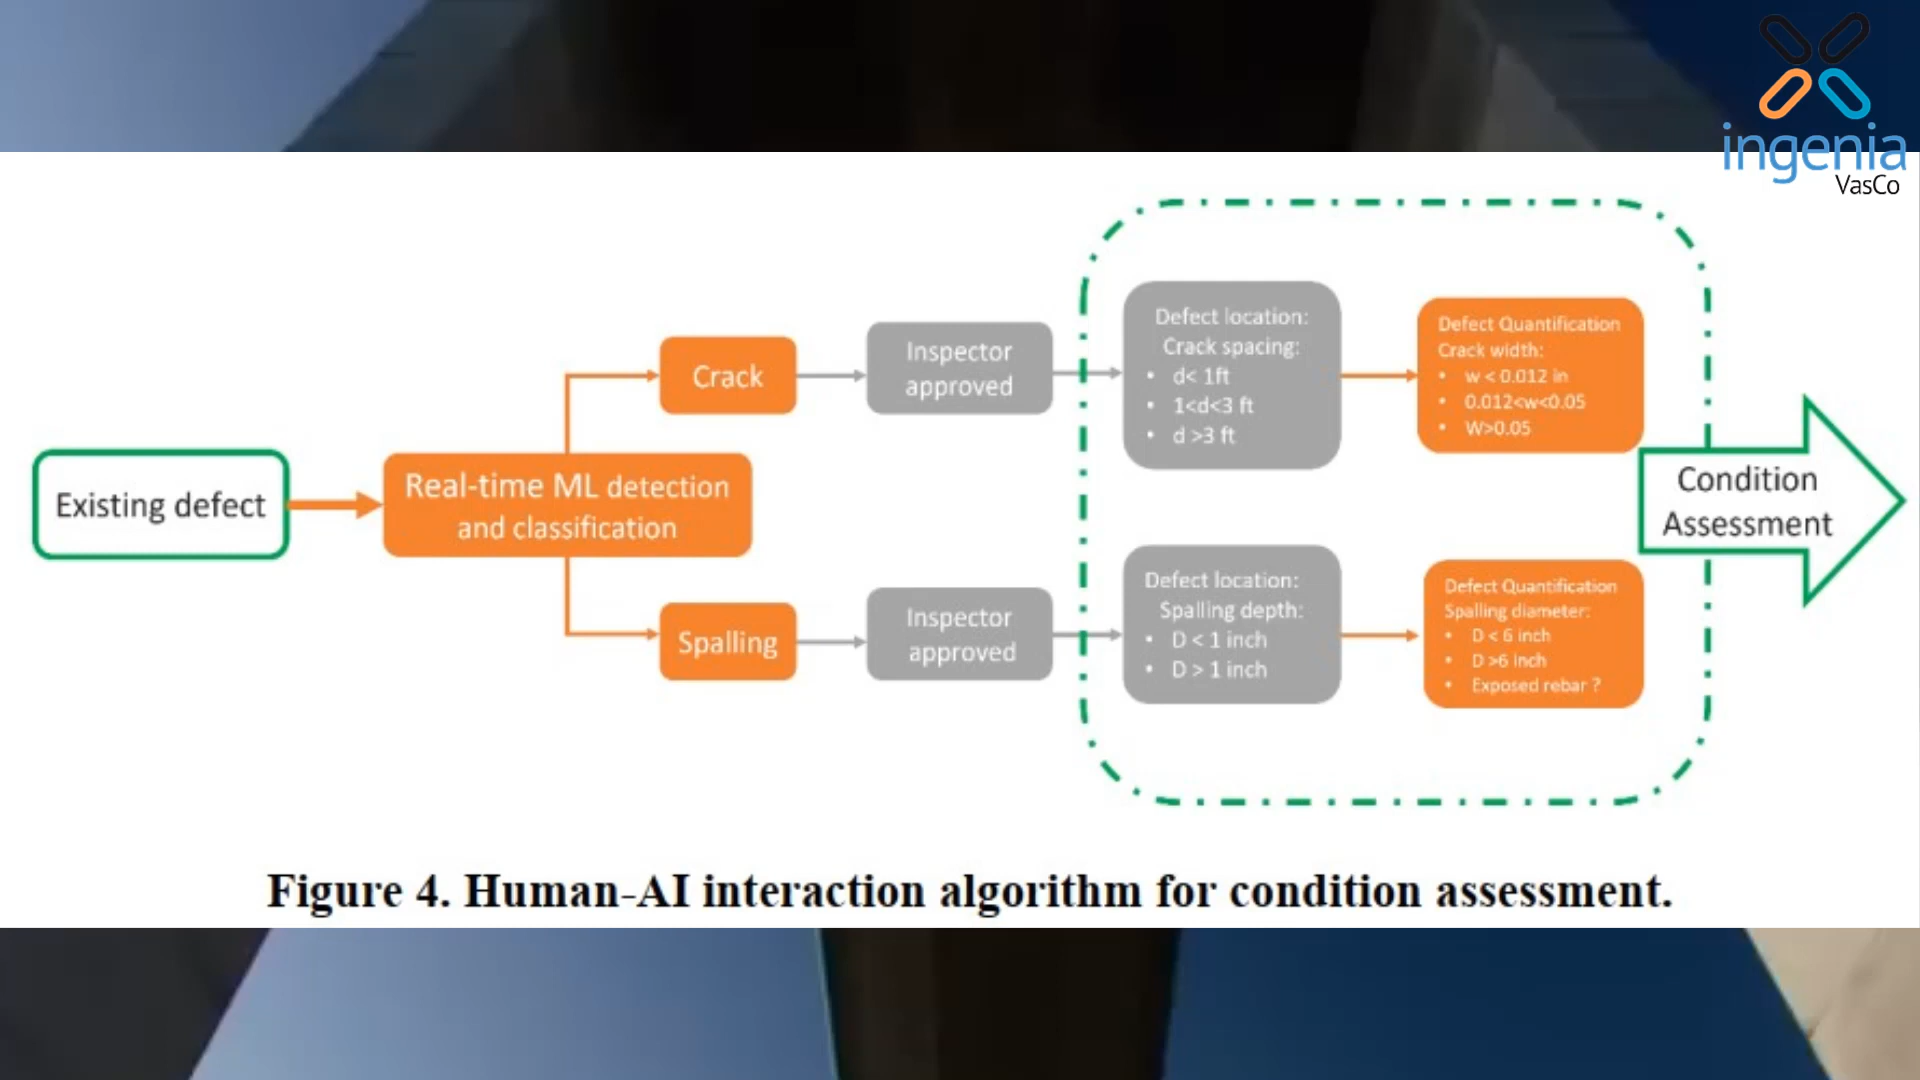 ingenia
VasCo
Existing defect
Real-time ML detection
and classification
Crack
Inspector
approved
Defect location:
Crack spacing:
• d< 1ft
• 1<d<3 ft
• d >3 ft
Defect Quantification
Crack width:
• w < 0.012 in
• 0.012<w<0.05
• W>0.05
Spalling
Inspector
approved
Defect location:
Spalling depth:
• D < 1 inch
• D > 1 inch
Defect Quantification
Spalling diameter:
• D < 6 inch
• D >6 inch
• Exposed rebar ?
Condition
Assessment
Figure 4. Human-AI interaction algorithm for condition assessment.